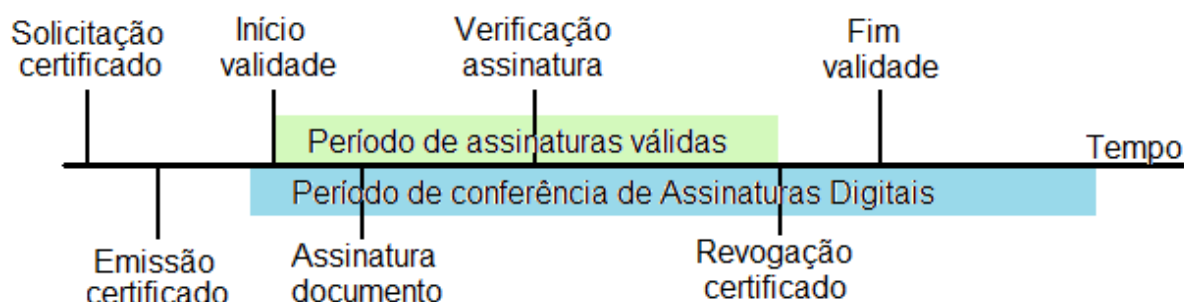 Solicitação
certificado
Início
validade
Verificação
assinatura
Fim
validade
Período de assinaturas válidas
Tempo
Período de conferência de Assinaturas Digitais
Emissão
certificado
Assinatura
documento
Revogação
certificado